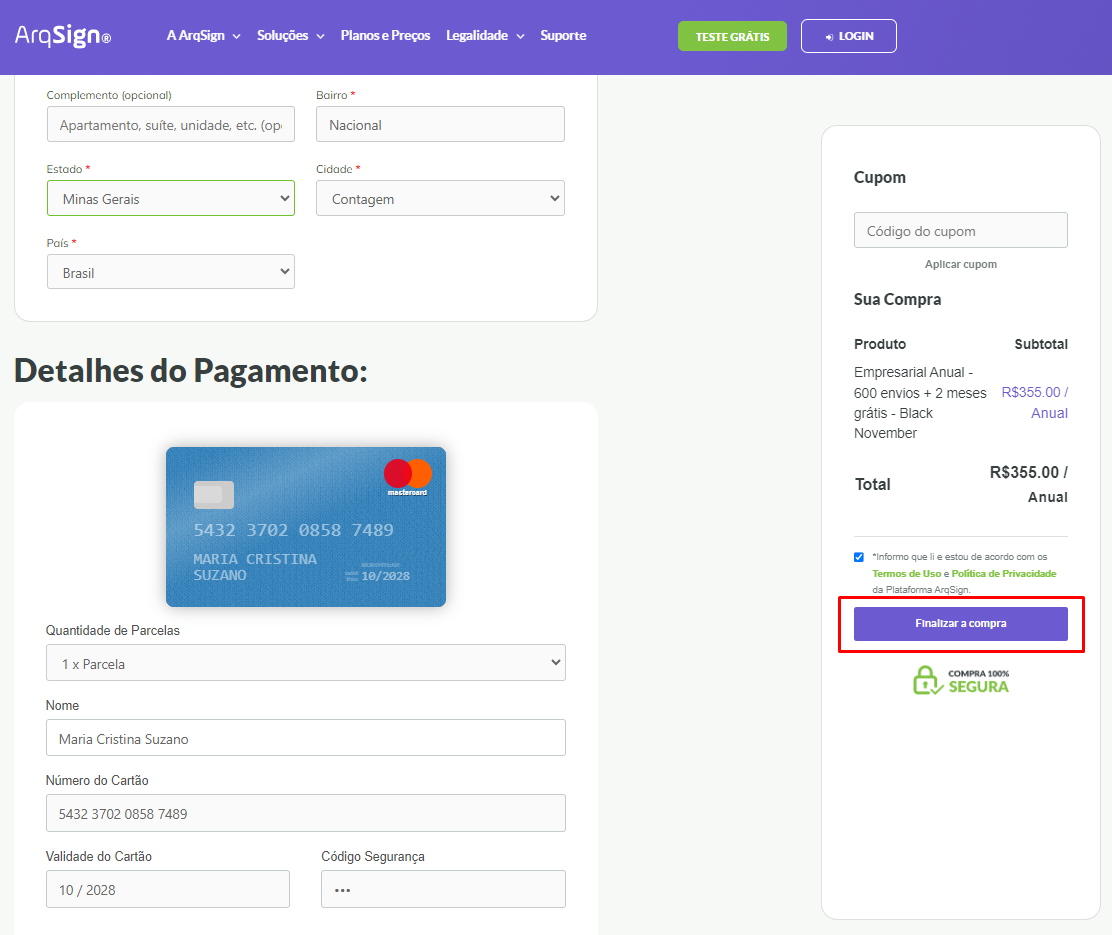 ArqSign®
A ArqSign
Soluções
Planos e Preços
Legalidade
Suporte
TESTE GRÁTIS
LOGIN
Complemento (opcional)
Bairro *
Apartamento, suíte, unidade, etc. (op
Nacional
Estado *
Cidade *
Minas Gerais
Contagem
País *
Brasil
Detalhes do Pagamento:
mastercard
5432 3702 0858 7489
MARIA CRISTINA
SUZANO
10/2028
Quantidade de Parcelas
1 x Parcela
Nome
Maria Cristina Suzano
Número do Cartão
5432 3702 0858 7489
Validade do Cartão
Código Segurança
10 / 2028
•••
Cupom
Código do cupom
Aplicar cupom
Sua Compra
Produto
Subtotal
Empresarial Anual -
600 envios + 2 meses
grátis - Black
November
R$355.00 /
Anual
Total
R$355.00 /
Anual
*Informo que li e estou de acordo com os
Termos de Uso e Política de Privacidade
da Plataforma ArqSign.
Finalizar a compra
COMPRA 100%
SEGURA